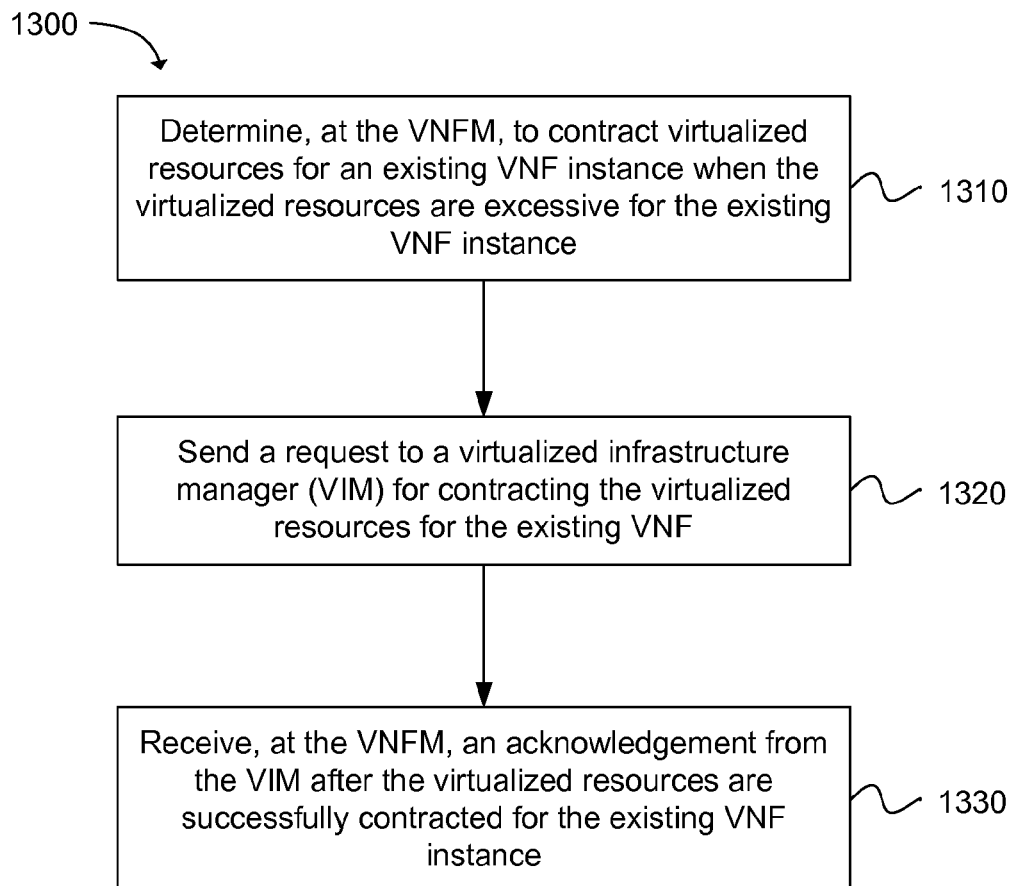 1300
Determine, at the VNFM, to contract virtualized
resources for an existing VNF instance when the
virtualized resources are excessive for the existing
VNF instance
1310
Send a request to a virtualized infrastructure
manager (VIM) for contracting the virtualized
resources for the existing VNF
1320
Receive, at the VNFM, an acknowledgement from
the VIM after the virtualized resources are
successfully contracted for the existing VNF
instance
1330